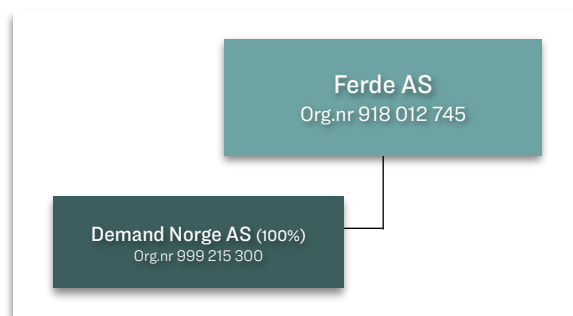 Ferde AS
Org.nr 918 012 745
Demand Norge AS (100%)
Org.nr 999 215 300